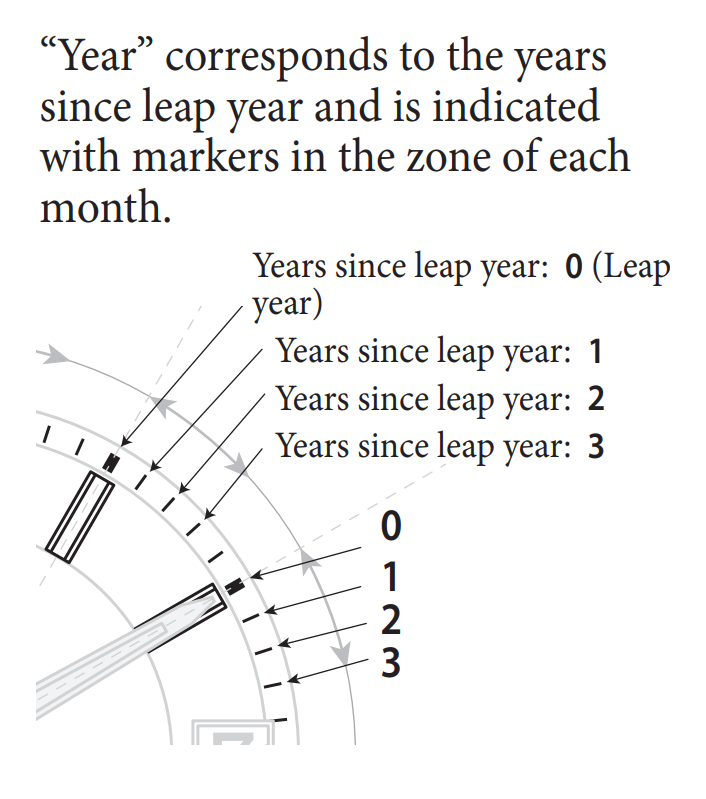 “Year” corresponds to the years
since leap year and is indicated
with markers in the zone of each
month.
Years since leap year: 0 (Leap
year)
Years since leap year: 1
Years since leap year: 2
Years since leap year: 3
0
1
2
3